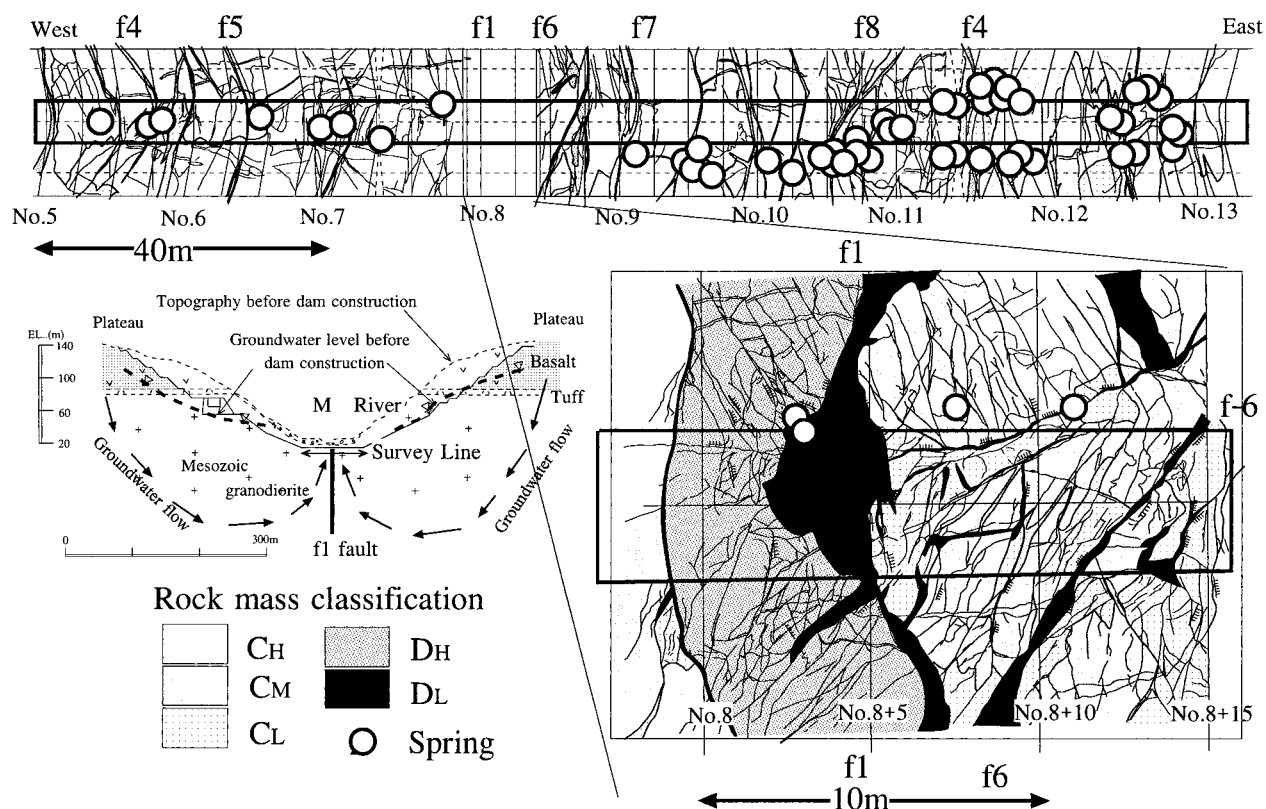 West f4 f5 f1 f6 f7 f8 f4 East
No.5 No.6 No.7 No.8 No.9 No.10 No.11 No.12 No.13
40m
f1
Topography before dam construction
Plateau Plateau
EL...(m)
Groundwater level before
dam construction
140
100
60
20
Basalt
Tuff
M River
Survey Line
Mesozoic
granodiorite
Groundwater flow
Groundwater flow
f1 fault
0 300m
f-6
Rock mass classification
CH DH
CM DL
CL Spring
No.8 No.8+5 No.8+10 No.8+15
f1 f6
10m